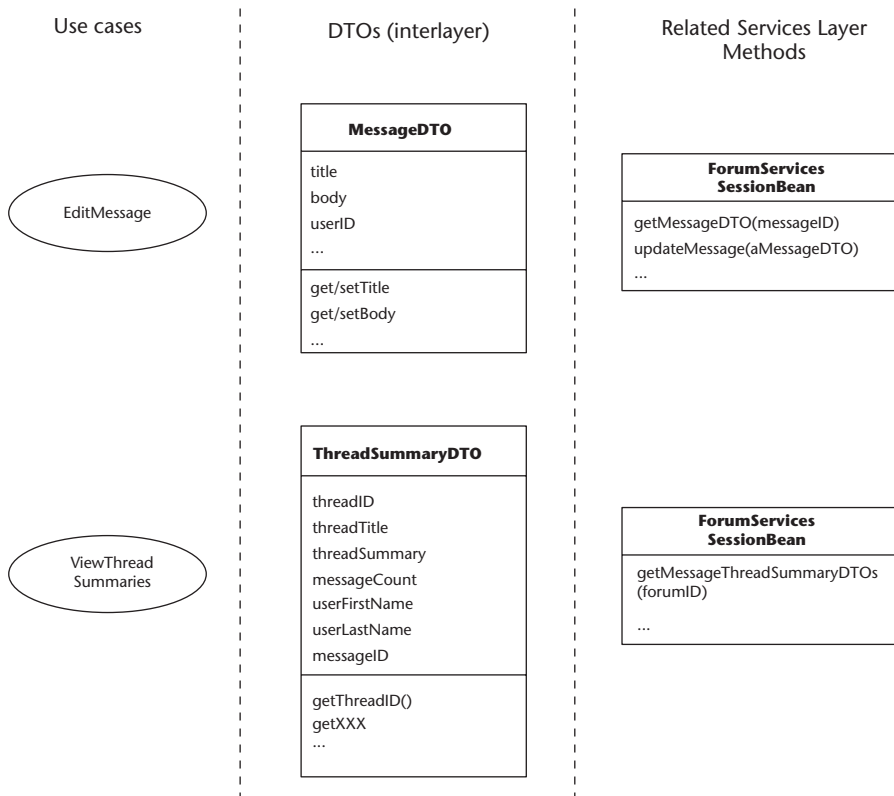 Use cases
DTOs (interlayer)
Related Services Layer
Methods
EditMessage
MessageDTO
title
body
userID
...
get/setTitle
get/setBody
...
ForumServices
SessionBean
getMessageDTO(messageID)
updateMessage(aMessageDTO)
...
ViewThread
Summaries
ThreadSummaryDTO
threadID
threadTitle
threadSummary
messageCount
userFirstName
userLastName
messageID
getThreadID()
getXXX
...
ForumServices
SessionBean
getMessageThreadSummaryDTOs
(forumID)
...